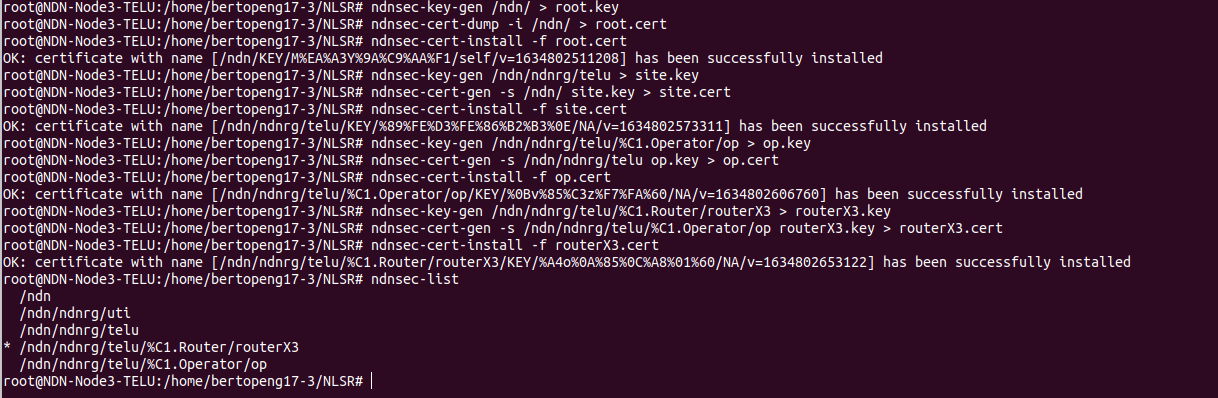 root@NDN-Node3-TELU:/home/bertopeng17-3/NLSR# ndnsec-key-gen /ndn/ > root.key
root@NDN-Node3-TELU:/home/bertopeng17-3/NLSR# ndnsec-cert-dump -i /ndn/ > root.cert
root@NDN-Node3-TELU:/home/bertopeng17-3/NLSR# ndnsec-cert-install -f root.cert
OK: certificate with name [/ndn/KEY/M%EA%A3Y%9A%C9%AA%F1/self/v=1634802511208] has been successfully installed
root@NDN-Node3-TELU:/home/bertopeng17-3/NLSR# ndnsec-key-gen /ndn/ndnrg/telu > site.key
root@NDN-Node3-TELU:/home/bertopeng17-3/NLSR# ndnsec-cert-gen -s /ndn/ site.key > site.cert
root@NDN-Node3-TELU:/home/bertopeng17-3/NLSR# ndnsec-cert-install -f site.cert
OK: certificate with name [/ndn/ndnrg/telu/KEY/%89%FE%D3%FE%86%B2%B3%0E/NA/v=1634802573311] has been successfully installed
root@NDN-Node3-TELU:/home/bertopeng17-3/NLSR# ndnsec-key-gen /ndn/ndnrg/telu/%C1.Operator/op > op.key
root@NDN-Node3-TELU:/home/bertopeng17-3/NLSR# ndnsec-cert-gen -s /ndn/ndnrg/telu op.key > op.cert
root@NDN-Node3-TELU:/home/bertopeng17-3/NLSR# ndnsec-cert-install -f op.cert
OK: certificate with name [/ndn/ndnrg/telu/%C1.Operator/op/KEY/%0Bv%85%C3z%F7%FA%60/NA/v=1634802606760] has been successfully installed
root@NDN-Node3-TELU:/home/bertopeng17-3/NLSR# ndnsec-key-gen /ndn/ndnrg/telu/%C1.Router/routerX3 > routerX3.key
root@NDN-Node3-TELU:/home/bertopeng17-3/NLSR# ndnsec-cert-gen -s /ndn/ndnrg/telu/%C1.Operator/op routerX3.key > routerX3.cert
root@NDN-Node3-TELU:/home/bertopeng17-3/NLSR# ndnsec-cert-install -f routerX3.cert
OK: certificate with name [/ndn/ndnrg/telu/%C1.Router/routerX3/KEY/%A4o%0A%85%0C%A8%01%60/NA/v=1634802653122] has been successfully installed
root@NDN-Node3-TELU:/home/bertopeng17-3/NLSR# ndnsec-list
  /ndn
  /ndn/ndnrg/uti
  /ndn/ndnrg/telu
* /ndn/ndnrg/telu/%C1.Router/routerX3
  /ndn/ndnrg/telu/%C1.Operator/op
root@NDN-Node3-TELU:/home/bertopeng17-3/NLSR#